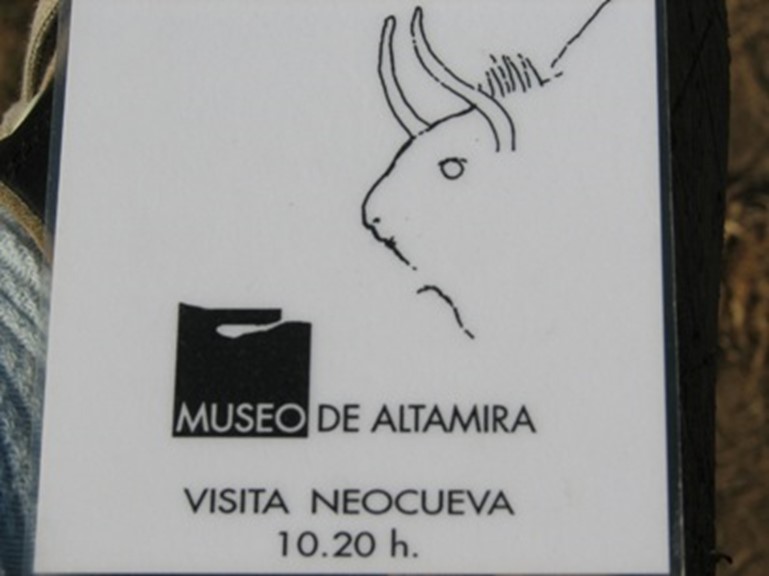 MUSEO DE ALTAMIRA
VISITA NEOCUEVA
10.20 h.